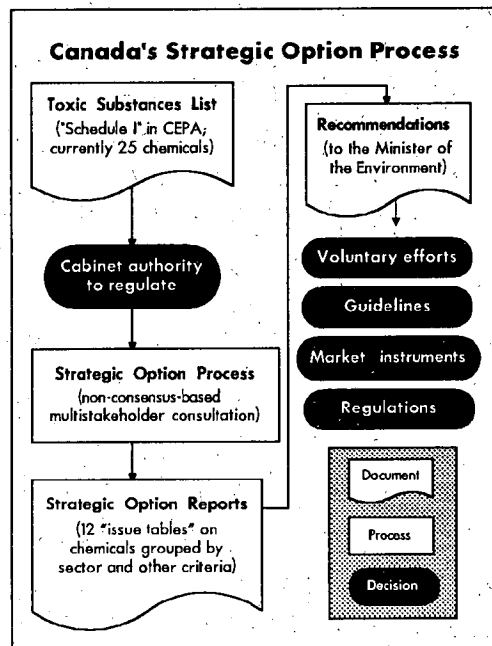 Canada's Strategic Option Process
Toxic Substances List
("Schedule I" in CEPA;
currently 25 chemicals)
Cabinet authority
to regulate
Strategic Option Process
(non-consensus-based
multistakeholder consultation)
Strategic Option Reports
(12 "issue tables" on
chemicals grouped by
sector and other criteria)
Recommendations
(to the Minister of
the Environment)
Voluntary efforts
Guidelines
Market instruments
Regulations
Document
Process
Decision